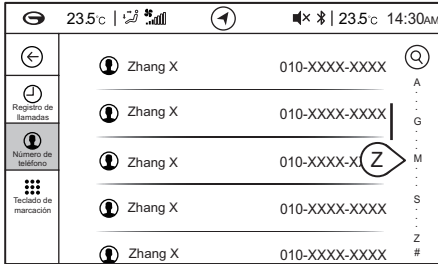 23.5°C 23.5°C 14:30AM
Registro de
llamadas
Número de
teléfono
Teclado de
marcación
Zhang X 010-XXXX-XXXX
Zhang X 010-XXXX-XXXX
Zhang X 010-XXXX-X
Zhang X 010-XXXX-XXXX
Zhang X 010-XXXX-XXXX
Z
A
G
M
S
Z
#